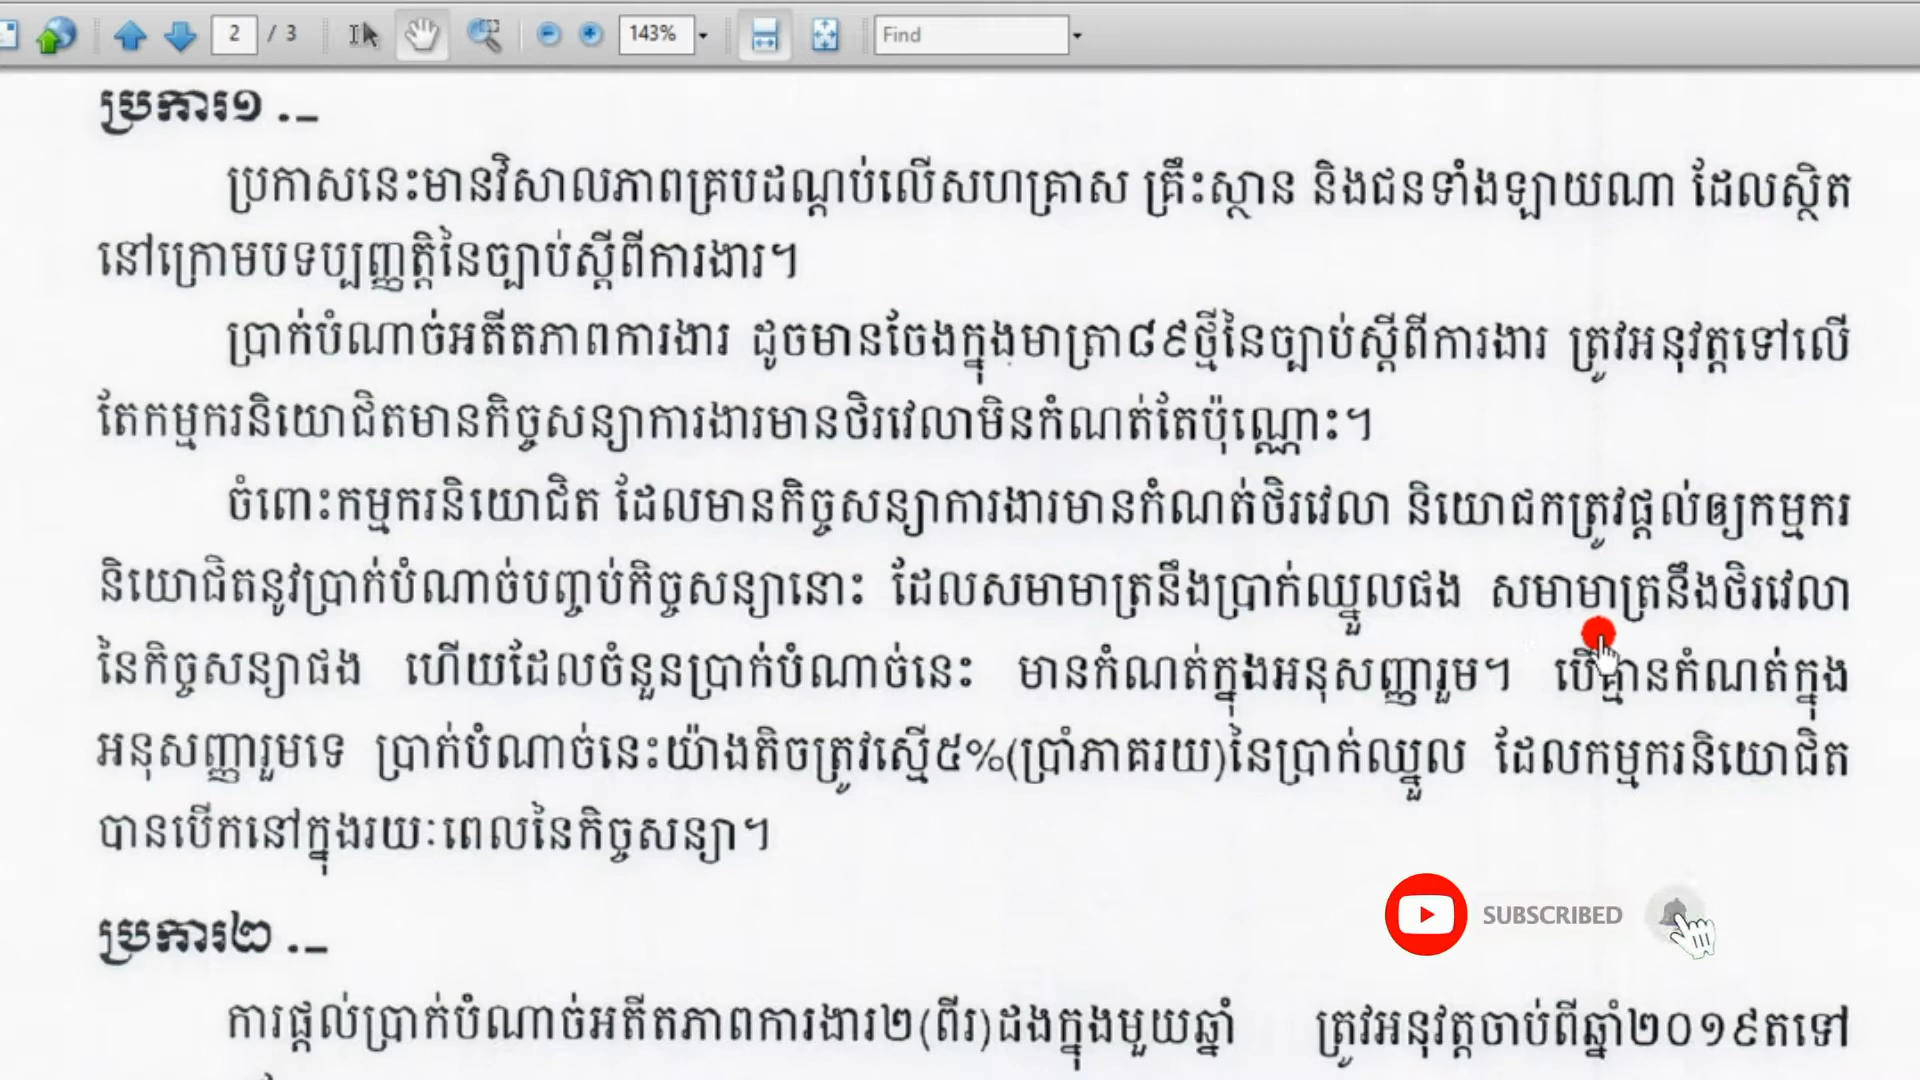 2 / 3 143% Find
ប្រការ១ ._
ប្រកាសនេះមានវិសាលភាពគ្របដណ្តប់លើសហគ្រាស គ្រឹះស្ថាន និងជនទាំងឡាយណា ដែលស្ថិត
នៅក្រោមបទប្បញ្ញត្តិនៃច្បាប់ស្តីពីការងារ។
ប្រាក់បំណាច់អតីតភាពការងារ ដូចមានចែងក្នុងមាត្រា៨៩ថ្មីនៃច្បាប់ស្តីពីការងារ ត្រូវអនុវត្តទៅលើ
តែកម្មករនិយោជិតមានកិច្ចសន្យាការងារមានថិរវេលាមិនកំណត់តែប៉ុណ្ណោះ។
ចំពោះកម្មករនិយោជិត ដែលមានកិច្ចសន្យាការងារមានកំណត់ថិរវេលា និយោជកត្រូវផ្តល់ឲ្យកម្មករ
និយោជិតនូវប្រាក់បំណាច់បញ្ចប់កិច្ចសន្យានោះ ដែលសមាមាត្រនឹងប្រាក់ឈ្នួលផង សមាមាត្រនឹងថិរវេលា
នៃកិច្ចសន្យាផង ហើយដែលចំនួនប្រាក់បំណាច់នេះ មានកំណត់ក្នុងអនុសញ្ញារួម។ បើគ្មានកំណត់ក្នុង
អនុសញ្ញារួមទេ ប្រាក់បំណាច់នេះយ៉ាងតិចត្រូវស្មើ៥%(ប្រាំភាគរយ)នៃប្រាក់ឈ្នួល ដែលកម្មករនិយោជិត
បានបើកនៅក្នុងរយៈពេលនៃកិច្ចសន្យា។
SUBSCRIBED
ប្រការ២ ._
ការផ្តល់ប្រាក់បំណាច់អតីតភាពការងារ២(ពីរ)ដងក្នុងមួយឆ្នាំ ត្រូវអនុវត្តចាប់ពីឆ្នាំ២០១៩តទៅ